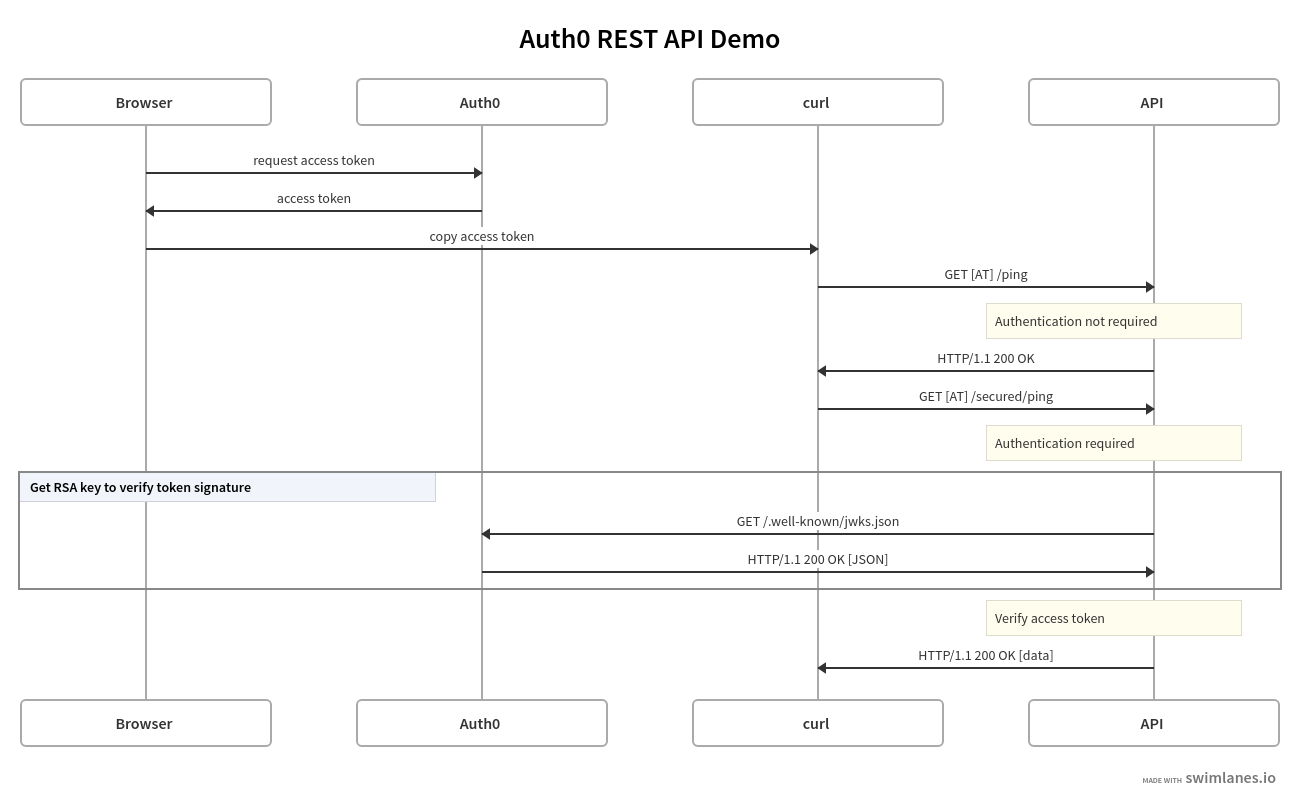 Auth0 REST API Demo
Browser
Auth0
curl
API
request access token
access token
copy access token
GET [AT] /ping
Authentication not required
HTTP/1.1 200 OK
GET [AT] /secured/ping
Authentication required
Get RSA key to verify token signature
GET /.well-known/jwks.json
HTTP/1.1 200 OK [JSON]
Verify access token
HTTP/1.1 200 OK [data]
Browser
Auth0
curl
API
MADE WITH swimlanes.io